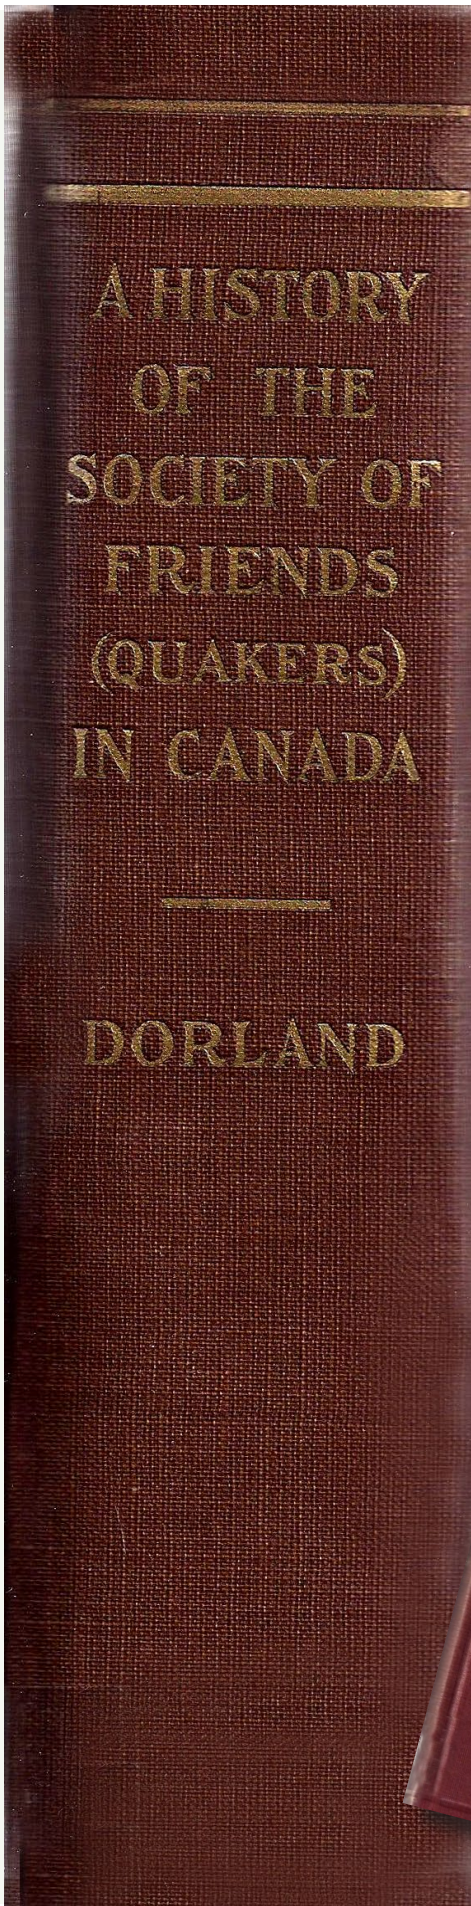 A HISTORY
OF THE
SOCIETY OF
FRIENDS
(QUAKERS)
IN CANADA
DORLAND